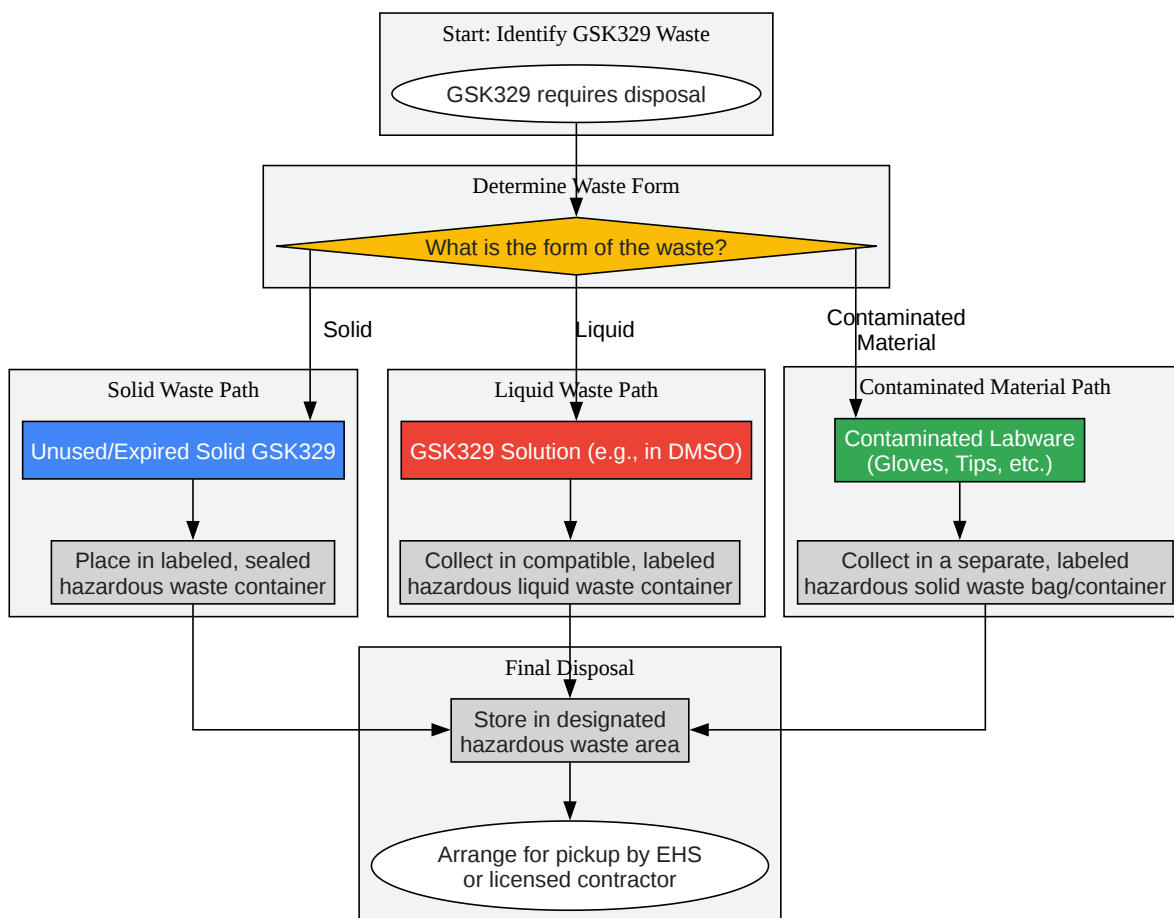 Start: Identify GSK329 Waste
GSK329 requires disposal
Determine Waste Form
What is the form of the waste?
Solid
Liquid
Contaminated
Material
Solid Waste Path
Unused/Expired Solid GSK329
Place in labeled, sealed
hazardous waste container
Liquid Waste Path
GSK329 Solution (e.g., in DMSO)
Collect in compatible, labeled
hazardous liquid waste container
Contaminated Material Path
Contaminated Labware
(Gloves, Tips, etc.)
Collect in a separate, labeled
hazardous solid waste bag/container
Final Disposal
Store in designated
hazardous waste area
Arrange for pickup by EHS
or licensed contractor